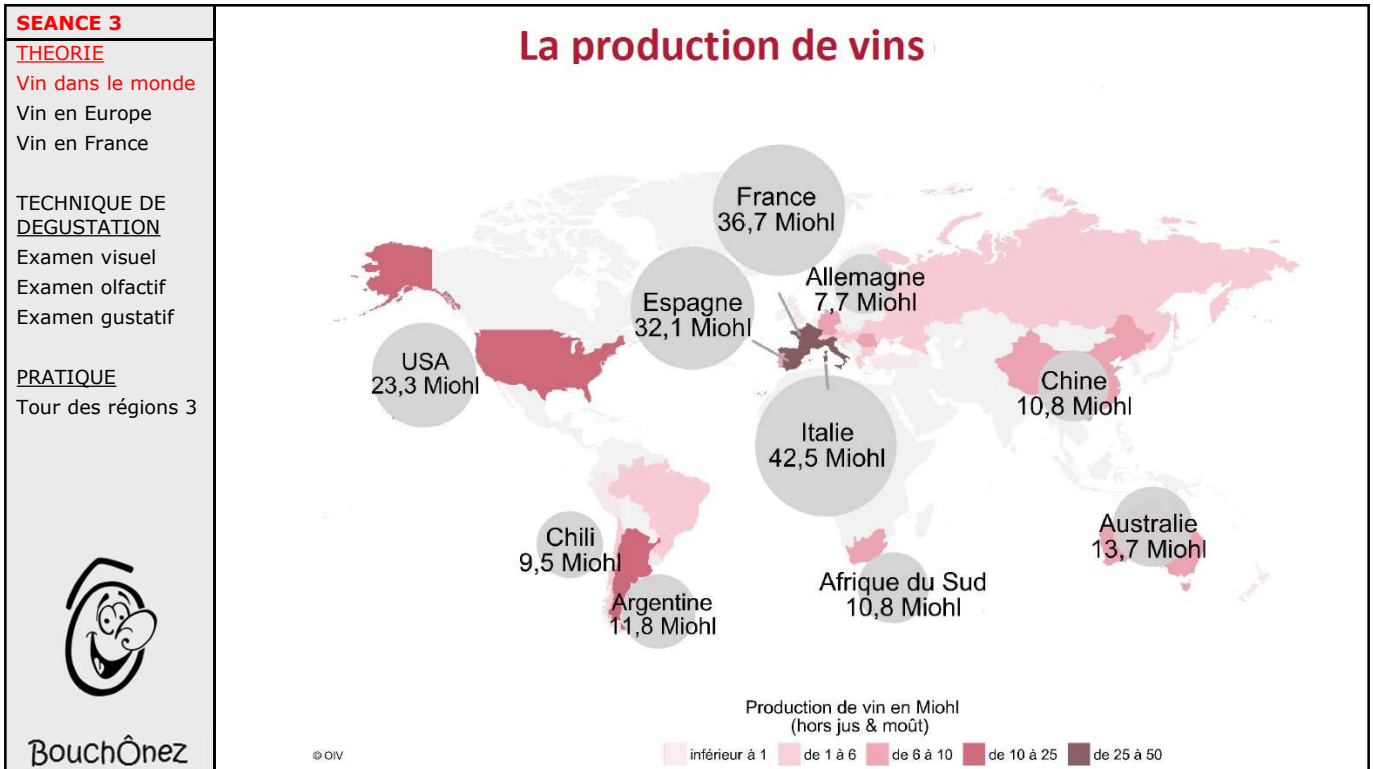 SEANCE 3
THEORIE
Vin dans le monde
Vin en Europe
Vin en France
TECHNIQUE DE
DEGUSTATION
Examen visuel
Examen olfactif
Examen gustatif
PRATIQUE
Tour des régions 3
BouchÔnez
La production de vins
France
36,7 Miohl
Allemagne
7,7 Miohl
Espagne
32,1 Miohl
USA
23,3 Miohl
Chine
10,8 Miohl
Italie
42,5 Miohl
Chili
9,5 Miohl
Australie
13,7 Miohl
Afrique du Sud
10,8 Miohl
Argentine
11,8 Miohl
Production de vin en Miohl
(hors jus & moût)
inférieur à 1 de 1 à 6 de 6 à 10 de 10 à 25 de 25 à 50
© OIV